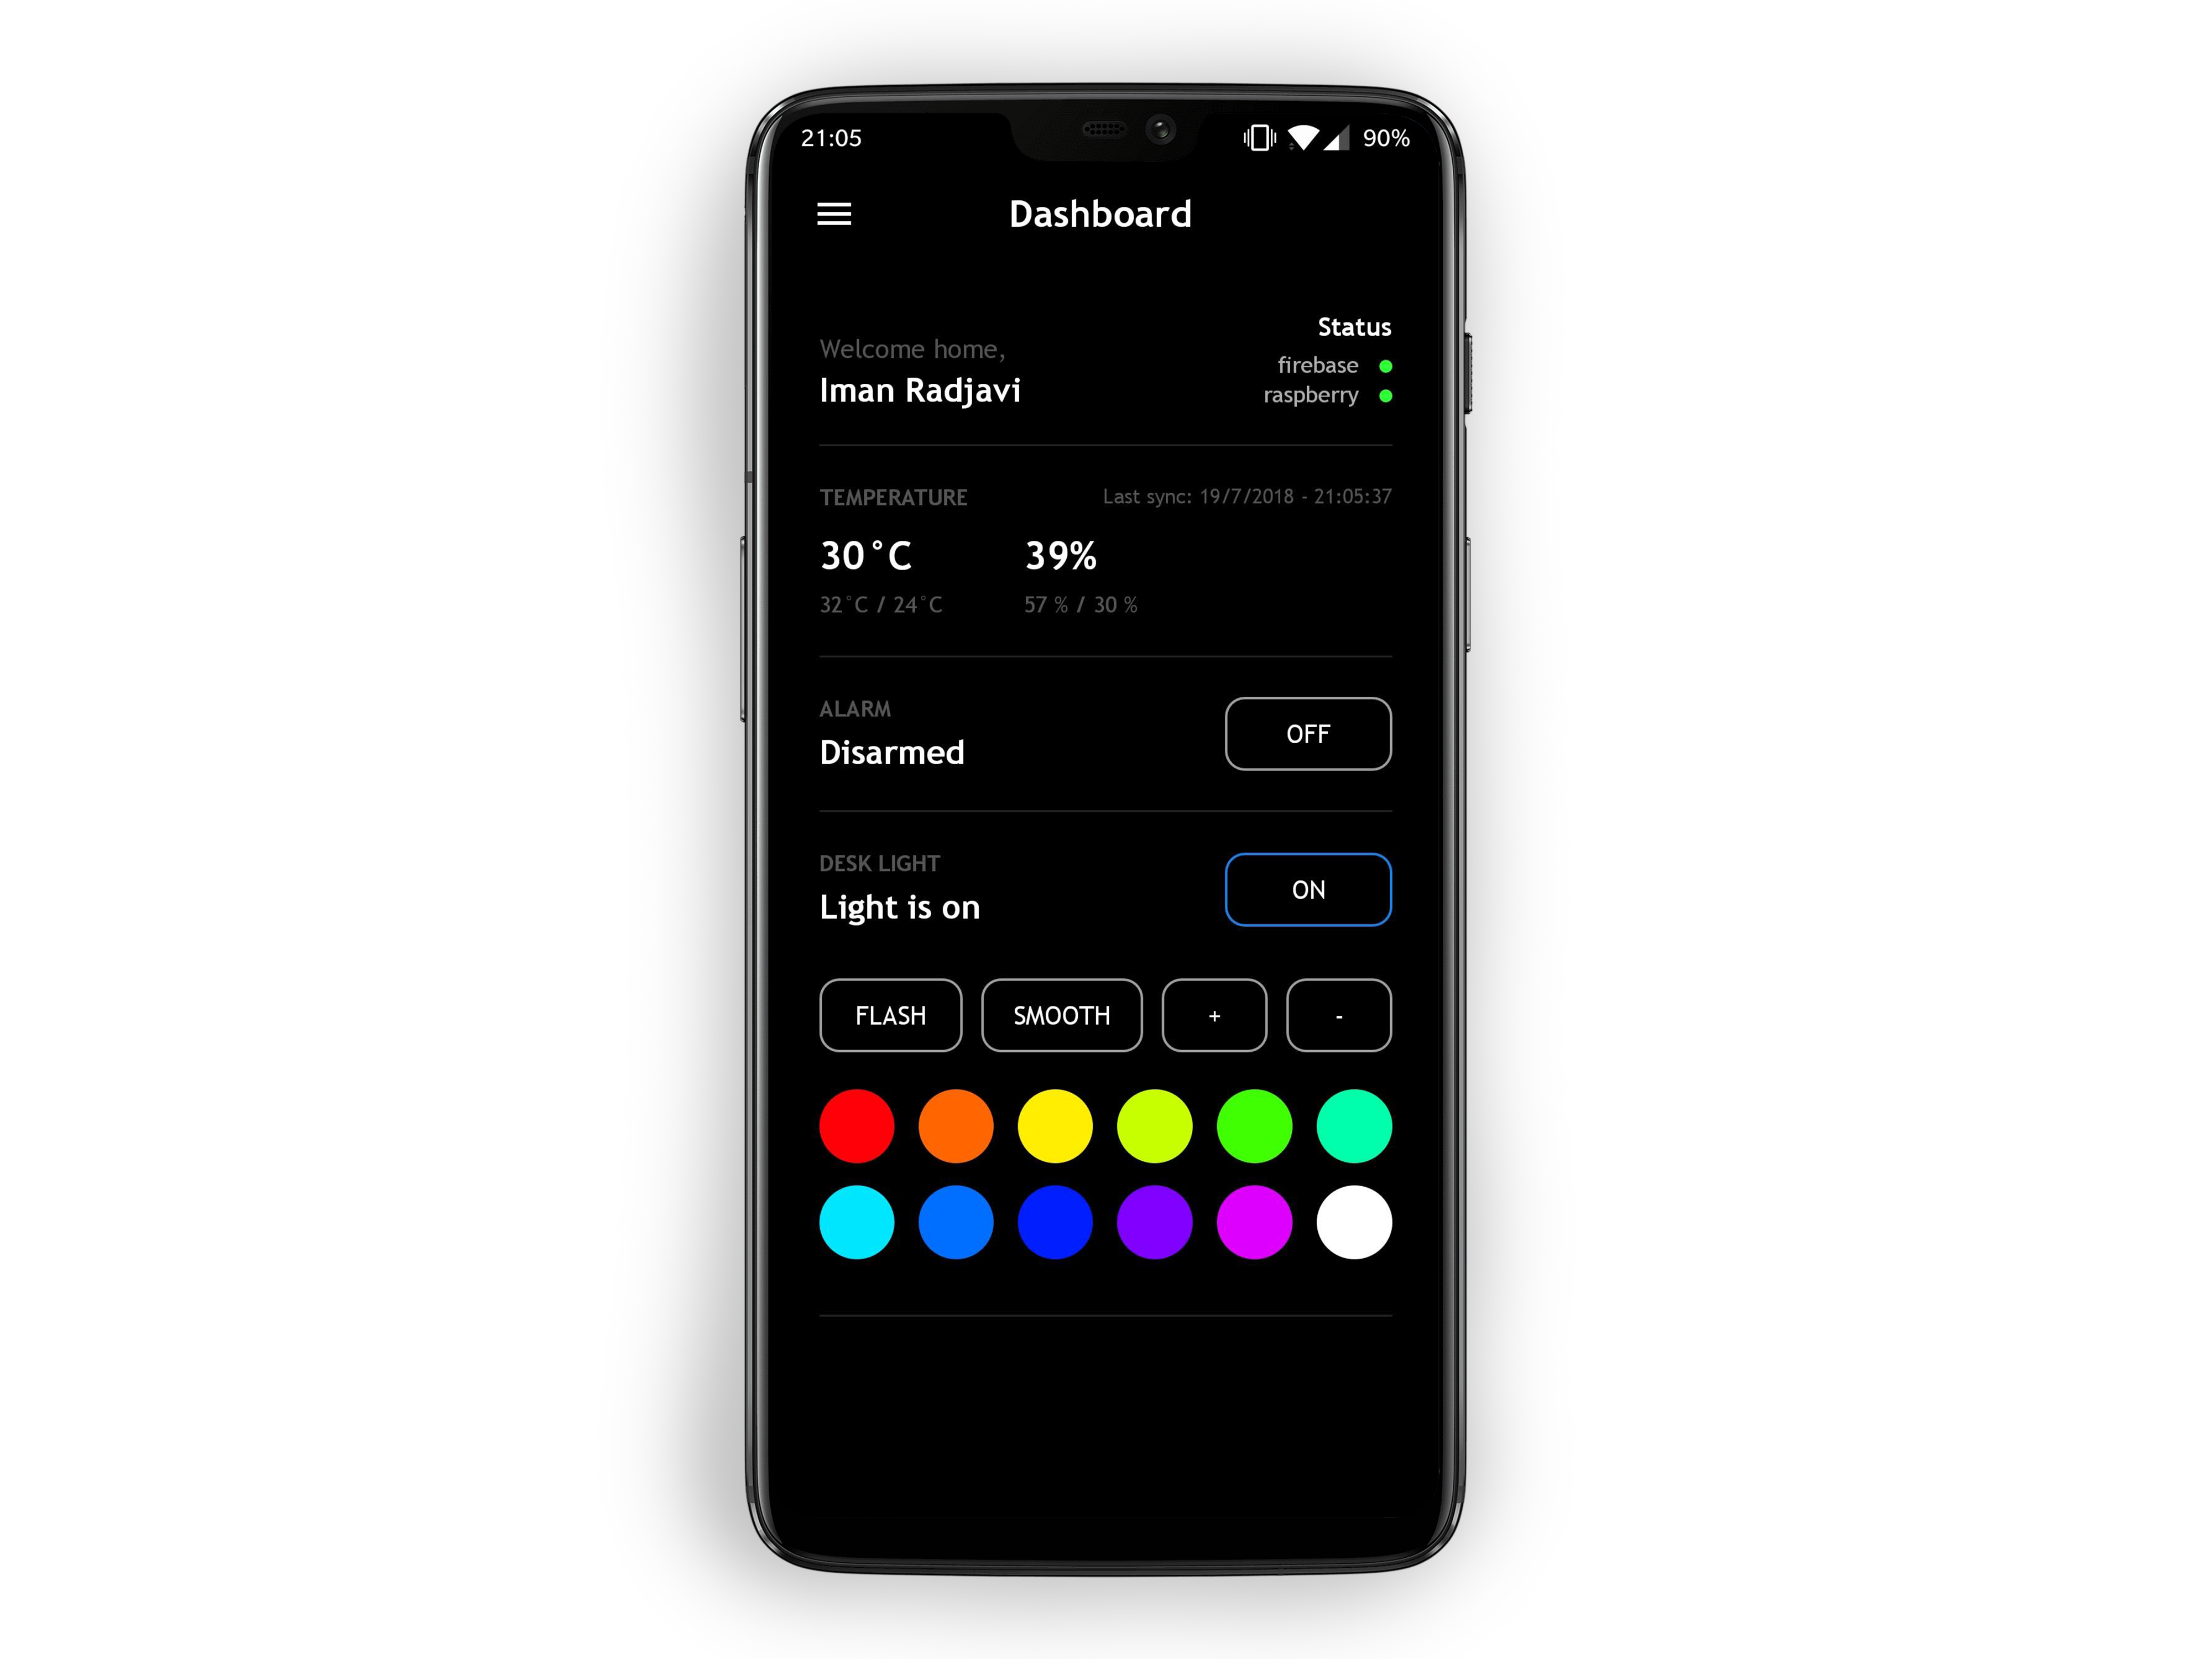 21:05 90%
Dashboard
Status
Welcome home,
firebase
Iman Radjavi
raspberry
TEMPERATURE Last sync: 19/7/2018 - 21:05:37
30°C 39%
32°C / 24°C 57 % / 30 %
ALARM
OFF
Disarmed
DESK LIGHT
ON
Light is on
FLASH SMOOTH + -